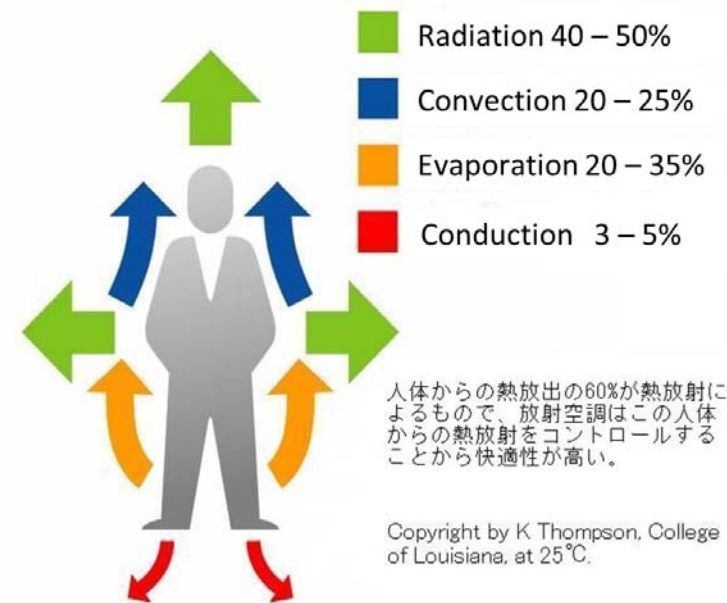 Radiation 40 – 50%
Convection 20 – 25%
Evaporation 20 – 35%
Conduction 3 – 5%
人体からの熱放出の60%が熱放射に
よるもので、放射空調はこの人体
からの熱放射をコントロールする
ことから快適性が高い。
Copyright by K Thompson, College
of Louisiana, at 25℃.